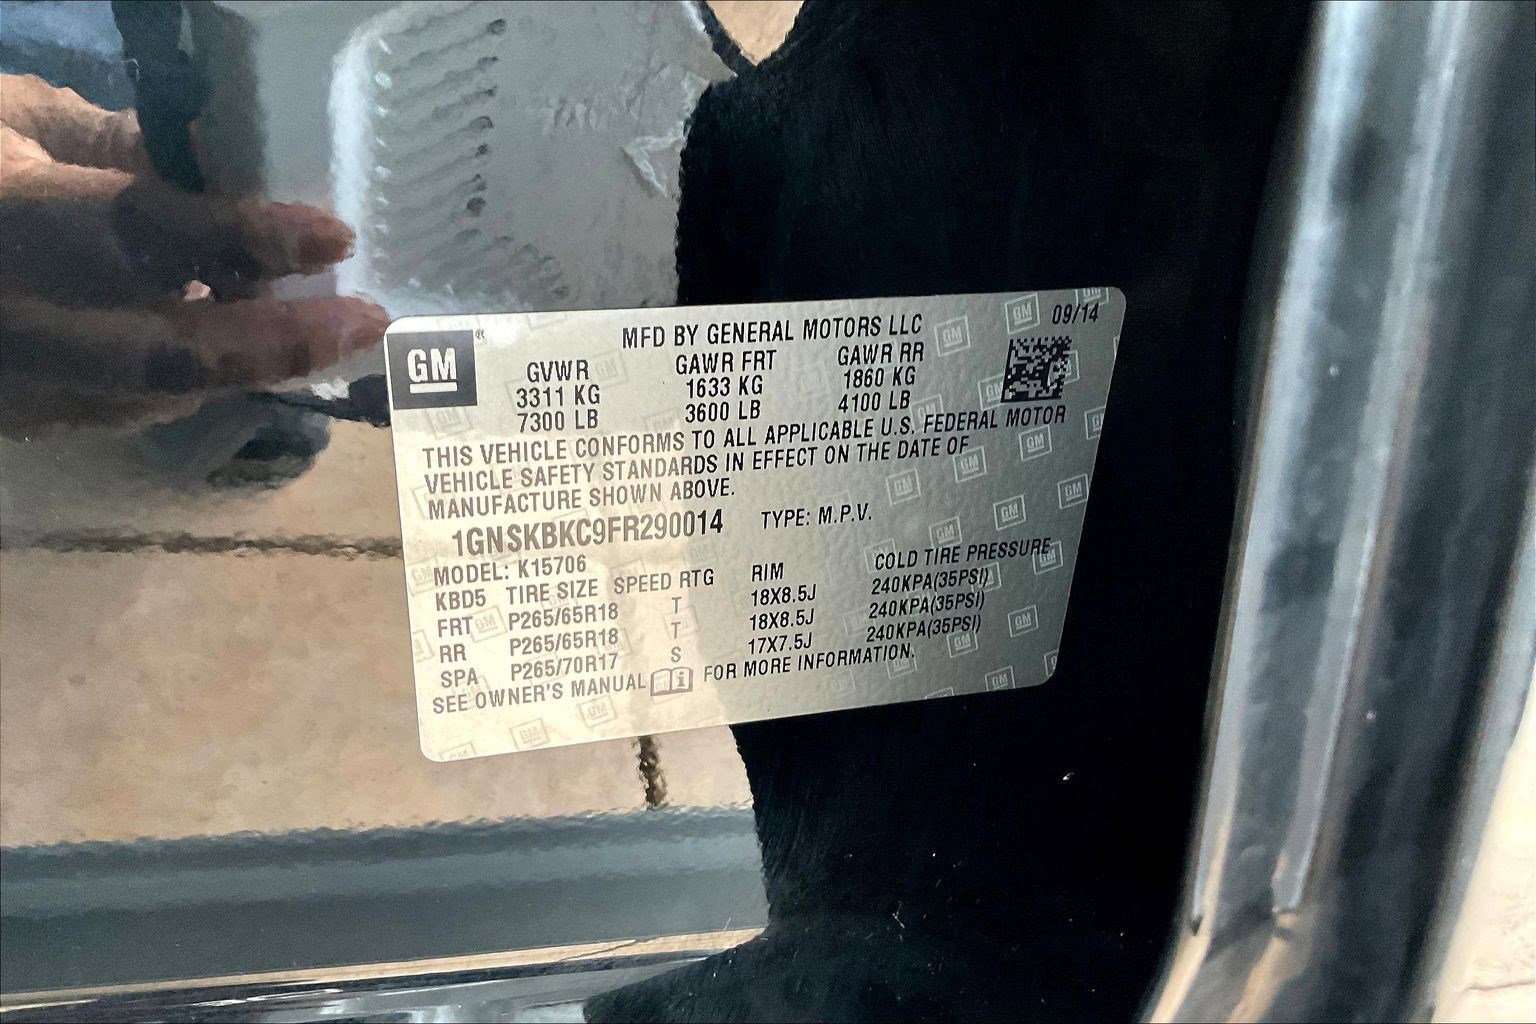 GM
MFD BY GENERAL MOTORS LLC 09/14
GVWR GAWR FRT GAWR RR
3311 KG 1633 KG 1860 KG
7300 LB 3600 LB 4100 LB
THIS VEHICLE CONFORMS TO ALL APPLICABLE U.S. FEDERAL MOTOR
VEHICLE SAFETY STANDARDS IN EFFECT ON THE DATE OF
MANUFACTURE SHOWN ABOVE.
1GNSKBKC9FR290014 TYPE: M.P.V.
MODEL: K15706
KBD5 TIRE SIZE SPEED RTG RIM COLD TIRE PRESSURE
FRT P265/65R18 T 18X8.5J 240KPA(35PSI)
RR P265/65R18 T 18X8.5J 240KPA(35PSI)
SPA P265/70R17 S 17X7.5J 240KPA(35PSI)
SEE OWNER'S MANUAL FOR MORE INFORMATION.